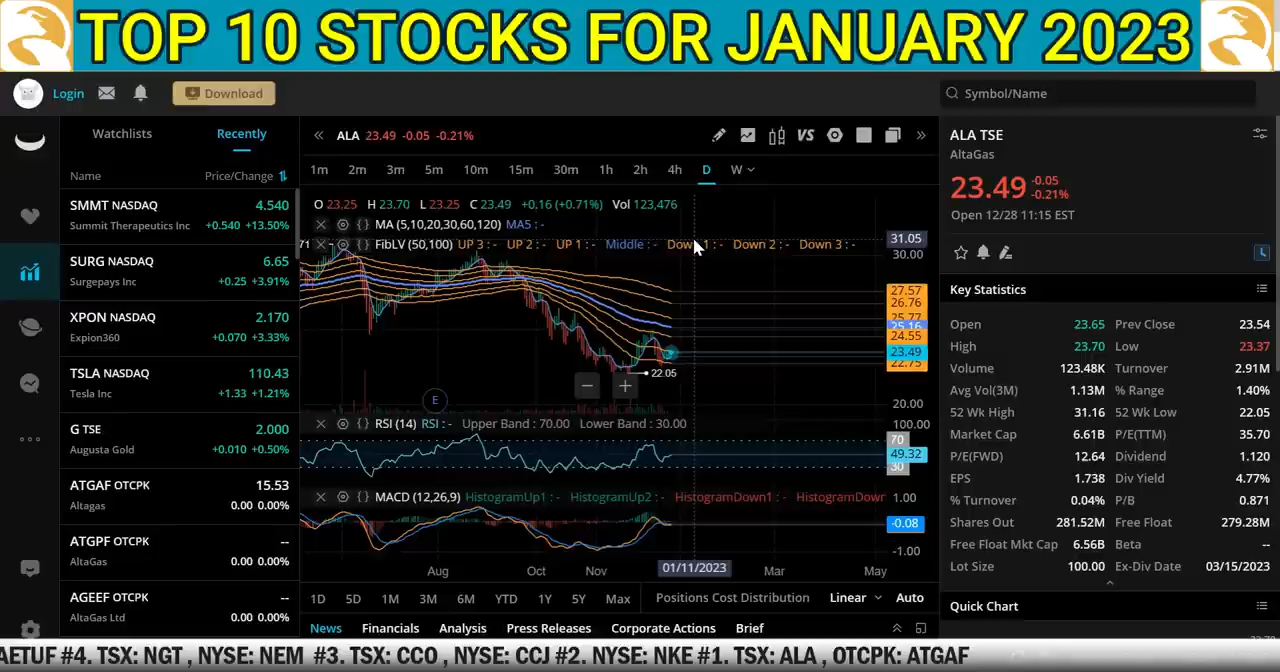 TOP 10 STOCKS FOR JANUARY 2023
Login
Download
Symbol/Name
Watchlists
Recently
Name
Price/Change
SUMMT NASDAQ
4.540
Summit Therapeutics Inc
+0.540 +13.50%
SURG NASDAQ
6.65
Surgepays Inc
+0.25 +3.91%
XPON NASDAQ
2.170
Expion360
+0.070 +3.33%
TSLA NASDAQ
110.43
Tesla Inc
+1.33 +1.21%
G TSE
2.000
Augusta Gold
+0.010 +0.50%
ATGAF OTCPK
15.53
Altagas
0.00 0.00%
ATGPF OTCPK
--
AltaGas
0.00 0.00%
AGEEF OTCPK
--
AltaGas Ltd
0.00 0.00%
ALA 23.49 -0.05 -0.21%
VS
1m 2m 3m 5m 10m 15m 30m 1h 2h 4h D W
O 23.25 H 23.70 L 23.25 C 23.49 +0.16 (+0.71%) Vol 123,476
MA (5,10,20,30,60,120) MA5 : -
71
FibLV (50,100) UP 3 : - UP 2 : - UP 1 : - Middle : - Down 1 : - Down 2 : - Down 3 : -
31.05
30.00
27.57
26.76
25.77
25.16
24.55
23.49
22.75
22.05
E
20.00
RSI (14) RSI : - Upper Band : 70.00 Lower Band : 30.00
100.00
70
49.32
30
MACD (12,26,9) HistogramUp1 : - HistogramUp2 : - HistogramDown1 : - HistogramDowr
1.00
-0.08
-1.00
Aug Oct Nov 01/11/2023 Mar May
1D 5D 1M 3M 6M YTD 1Y 5Y Max
Positions Cost Distribution
Linear
Auto
News Financials Analysis Press Releases Corporate Actions Brief
ALA TSE
AltaGas
23.49 -0.05
-0.21%
Open 12/28 11:15 EST
Key Statistics
Open 23.65 Prev Close 23.54
High 23.70 Low 23.37
Volume 123.48K Turnover 2.91M
Avg Vol(3M) 1.13M % Range 1.40%
52 Wk High 31.16 52 Wk Low 22.05
Market Cap 6.61B P/E(TTM) 35.70
P/E(FWD) 12.64 Dividend 1.120
EPS 1.738 Div Yield 4.77%
% Turnover 0.04% P/B 0.871
Shares Out 281.52M Free Float 279.28M
Free Float Mkt Cap 6.56B Beta --
Lot Size 100.00 Ex-Div Date 03/15/2023
Quick Chart
AETUF #4. TSX: NGT , NYSE: NEM #3. TSX: CCO , NYSE: CCJ #2. NYSE: NKE #1. TSX: ALA , OTCPK: ATGAF